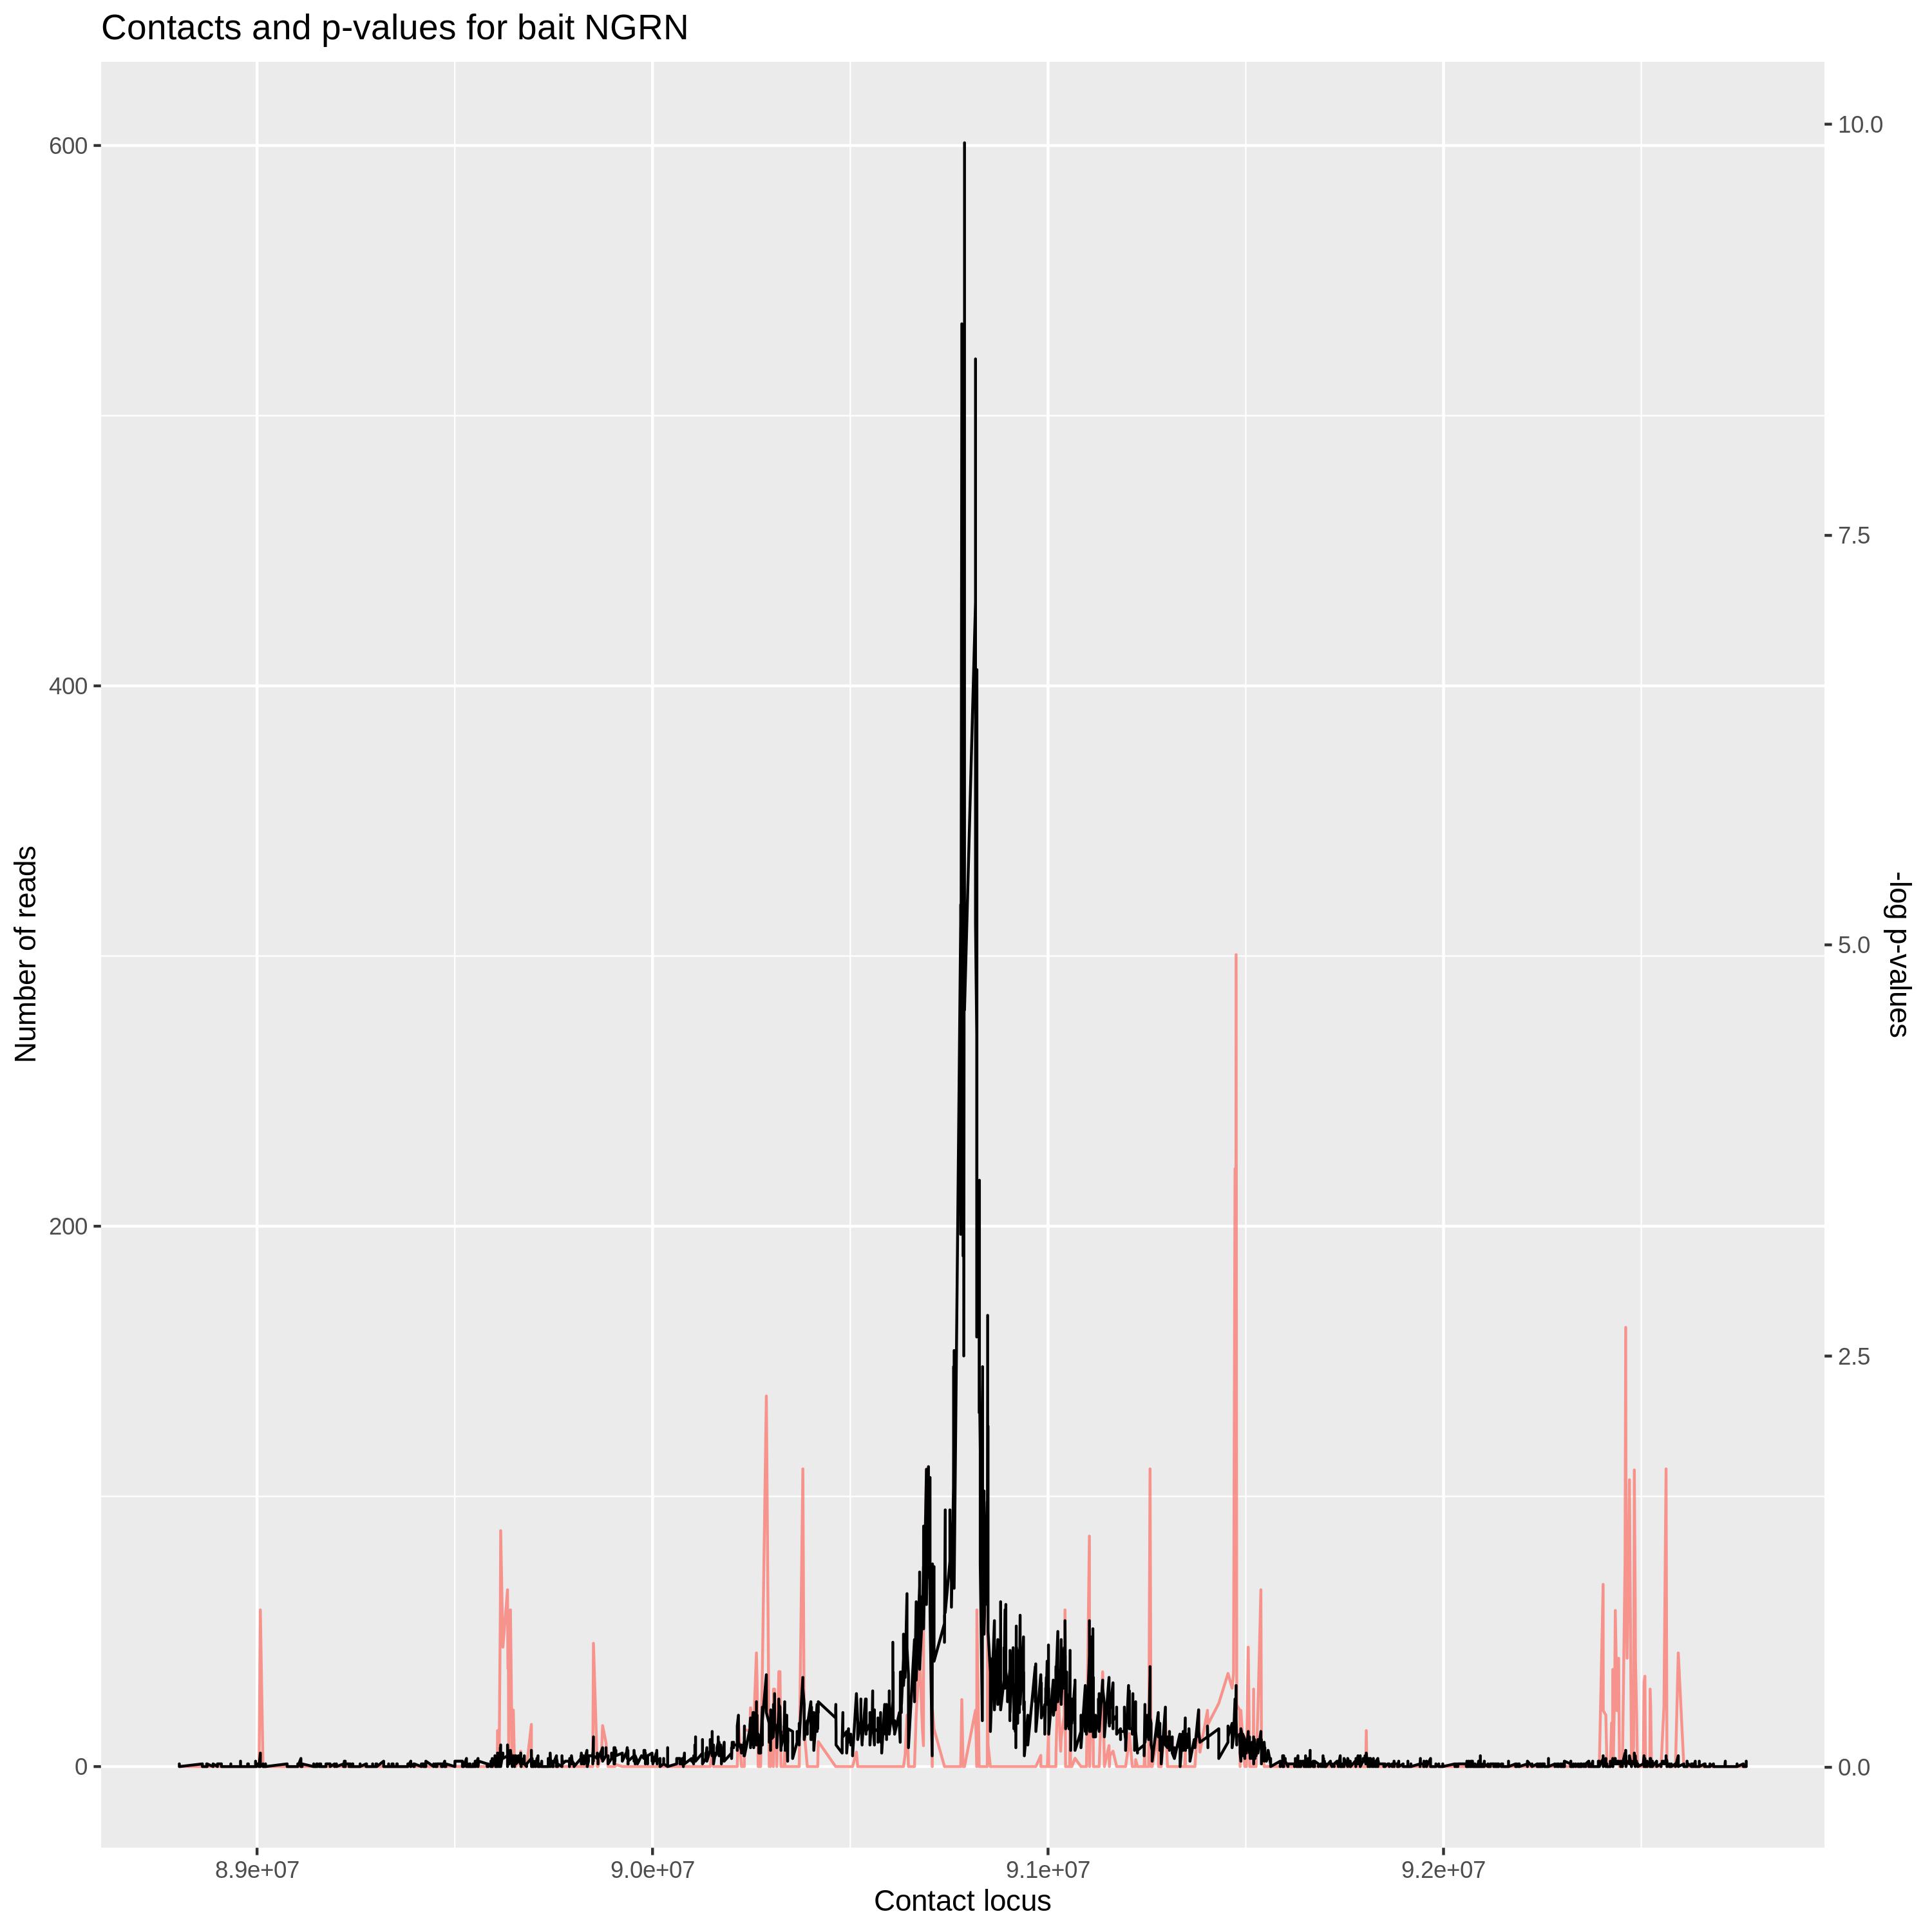 Contacts and p-values for bait NGRN
600
400
200
0
10.0
7.5
5.0
2.5
0.0
Number of reads
-log p-values
8.9e+07
9.0e+07
9.1e+07
9.2e+07
Contact locus